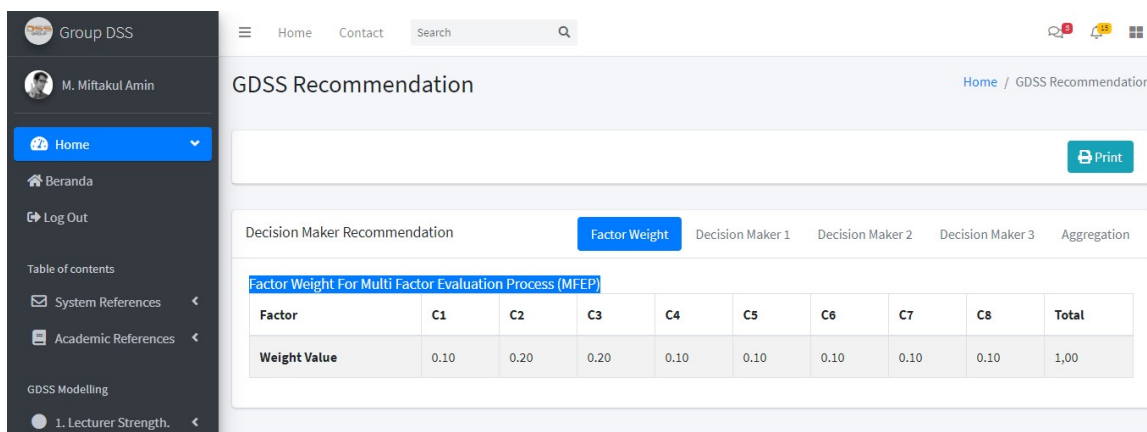 Group DSS
Home Contact Search
3 15
M. Miftakul Amin
GDSS Recommendation
Home / GDSS Recommendation
Home
Print
Beranda
Log Out
Decision Maker Recommendation Factor Weight Decision Maker 1 Decision Maker 2 Decision Maker 3 Aggregation
Table of contents
Factor Weight For Multi Factor Evaluation Process (MFEP)
System References
Factor C1 C2 C3 C4 C5 C6 C7 C8 Total
Academic References
Weight Value 0.10 0.20 0.20 0.10 0.10 0.10 0.10 0.10 1,00
GDSS Modelling
1. Lecturer Strength.